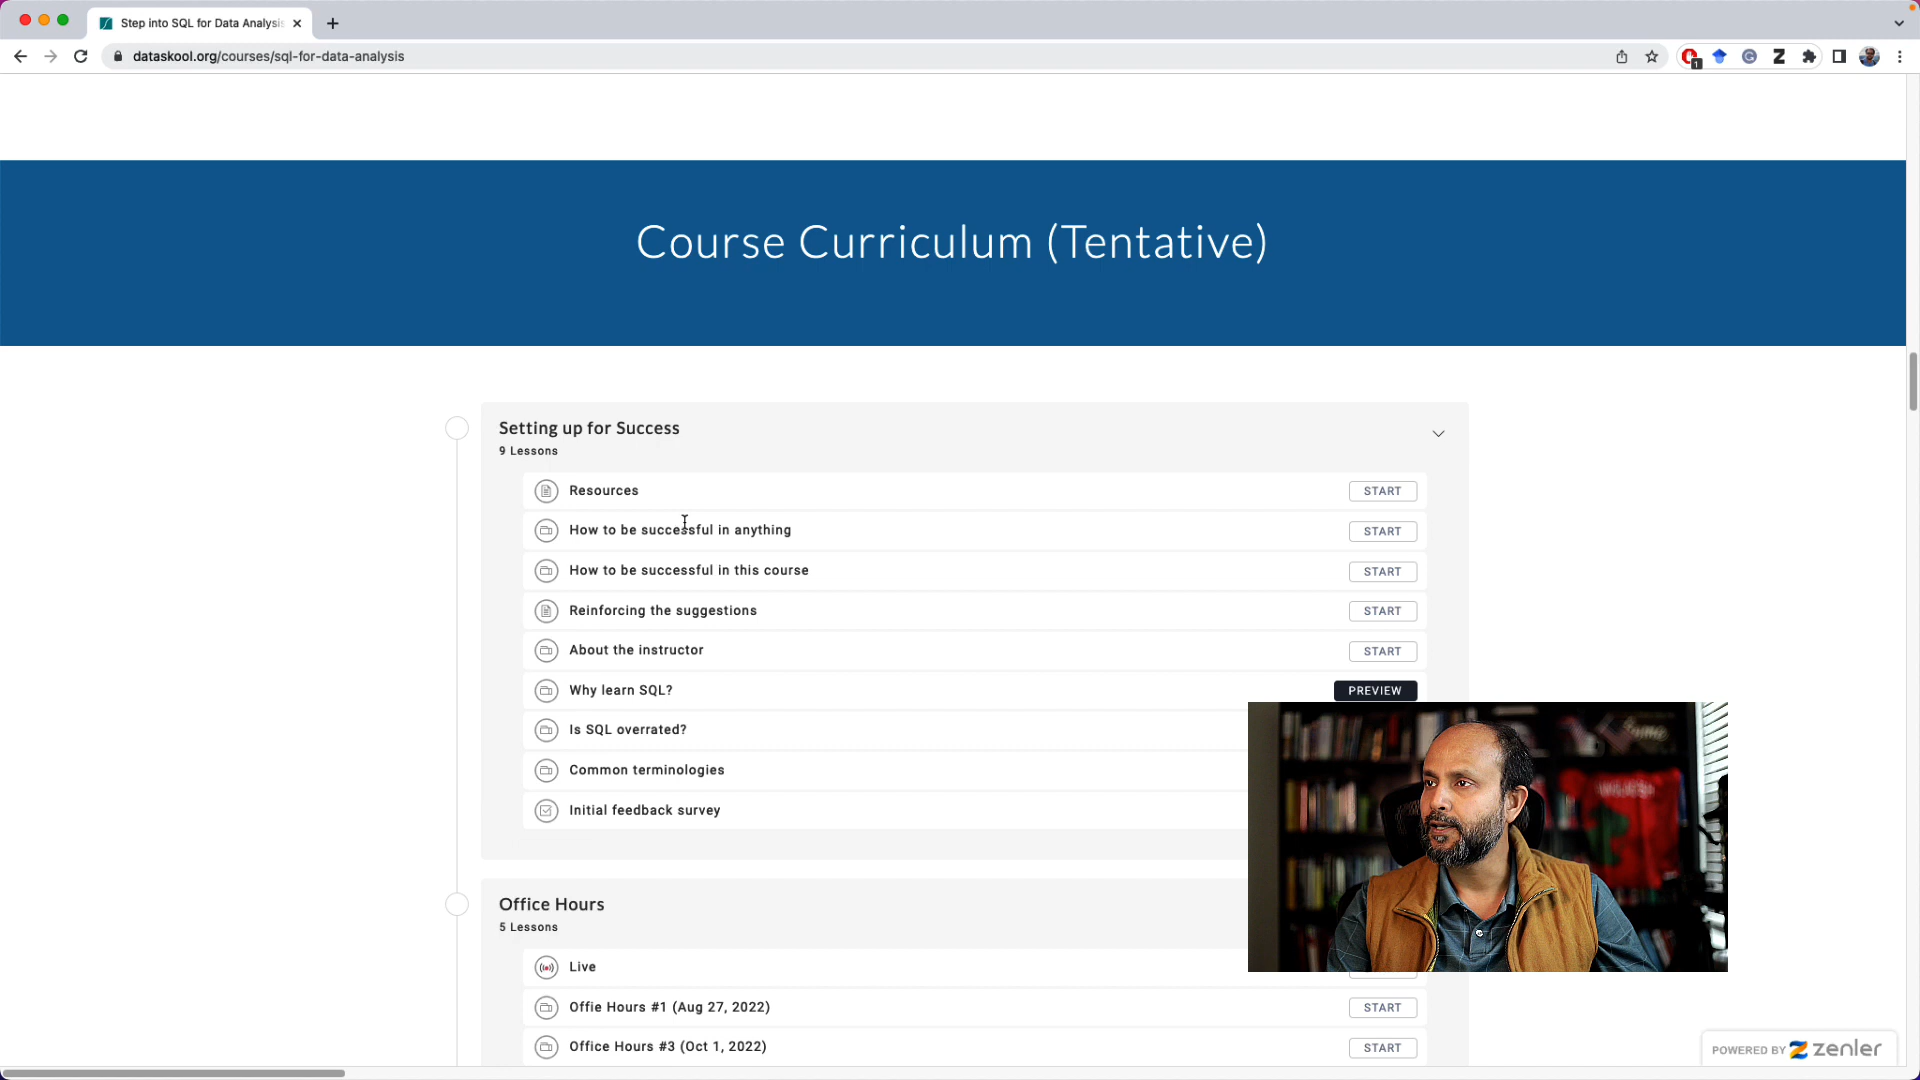 Step into SQL for Data Analysis
dataskool.org/courses/sql-for-data-analysis
1
Course Curriculum (Tentative)
Setting up for Success
9 Lessons
Resources
START
How to be successful in anything
START
How to be successful in this course
START
Reinforcing the suggestions
START
About the instructor
START
Why learn SQL?
PREVIEW
Is SQL overrated?
Common terminologies
Initial feedback survey
Office Hours
5 Lessons
Live
Offie Hours #1 (Aug 27, 2022)
START
Office Hours #3 (Oct 1, 2022)
START
POWERED BY zenler